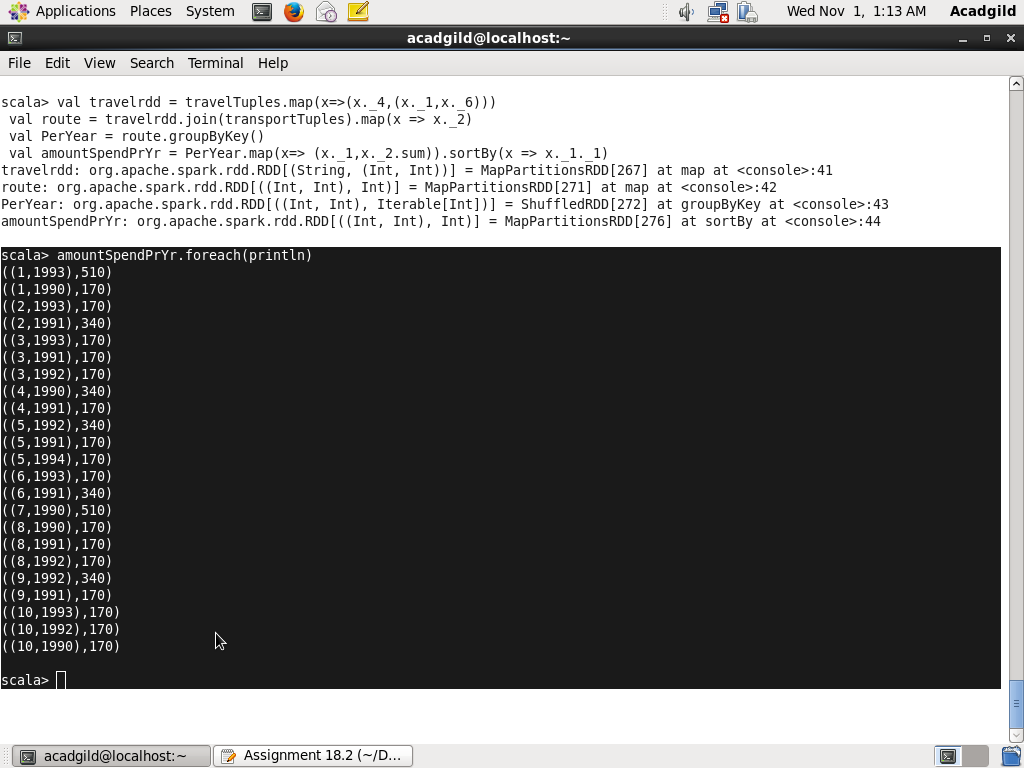 Applications Places System Wed Nov 1, 1:13 AM Acadgild
acadgild@localhost:~
File Edit View Search Terminal Help
scala> val travelrdd = travelTuples.map(x=>(x._4,(x._1,x._6)))
 val route = travelrdd.join(transportTuples).map(x => x._2)
 val PerYear = route.groupByKey()
 val amountSpendPrYr = PerYear.map(x=> (x._1,x._2.sum)).sortBy(x => x._1._1)
travelrdd: org.apache.spark.rdd.RDD[(String, (Int, Int))] = MapPartitionsRDD[267] at map at <console>:41
route: org.apache.spark.rdd.RDD[((Int, Int), Int)] = MapPartitionsRDD[271] at map at <console>:42
PerYear: org.apache.spark.rdd.RDD[((Int, Int), Iterable[Int])] = ShuffledRDD[272] at groupByKey at <console>:43
amountSpendPrYr: org.apache.spark.rdd.RDD[((Int, Int), Int)] = MapPartitionsRDD[276] at sortBy at <console>:44
scala> amountSpendPrYr.foreach(println)
((1,1993),510)
((1,1990),170)
((2,1993),170)
((2,1991),340)
((3,1993),170)
((3,1991),170)
((3,1992),170)
((4,1990),340)
((4,1991),170)
((5,1992),340)
((5,1991),170)
((5,1994),170)
((6,1993),170)
((6,1991),340)
((7,1990),510)
((8,1990),170)
((8,1991),170)
((8,1992),170)
((9,1992),340)
((9,1991),170)
((10,1993),170)
((10,1992),170)
((10,1990),170)
scala>
acadgild@localhost:~ Assignment 18.2 (~/D...